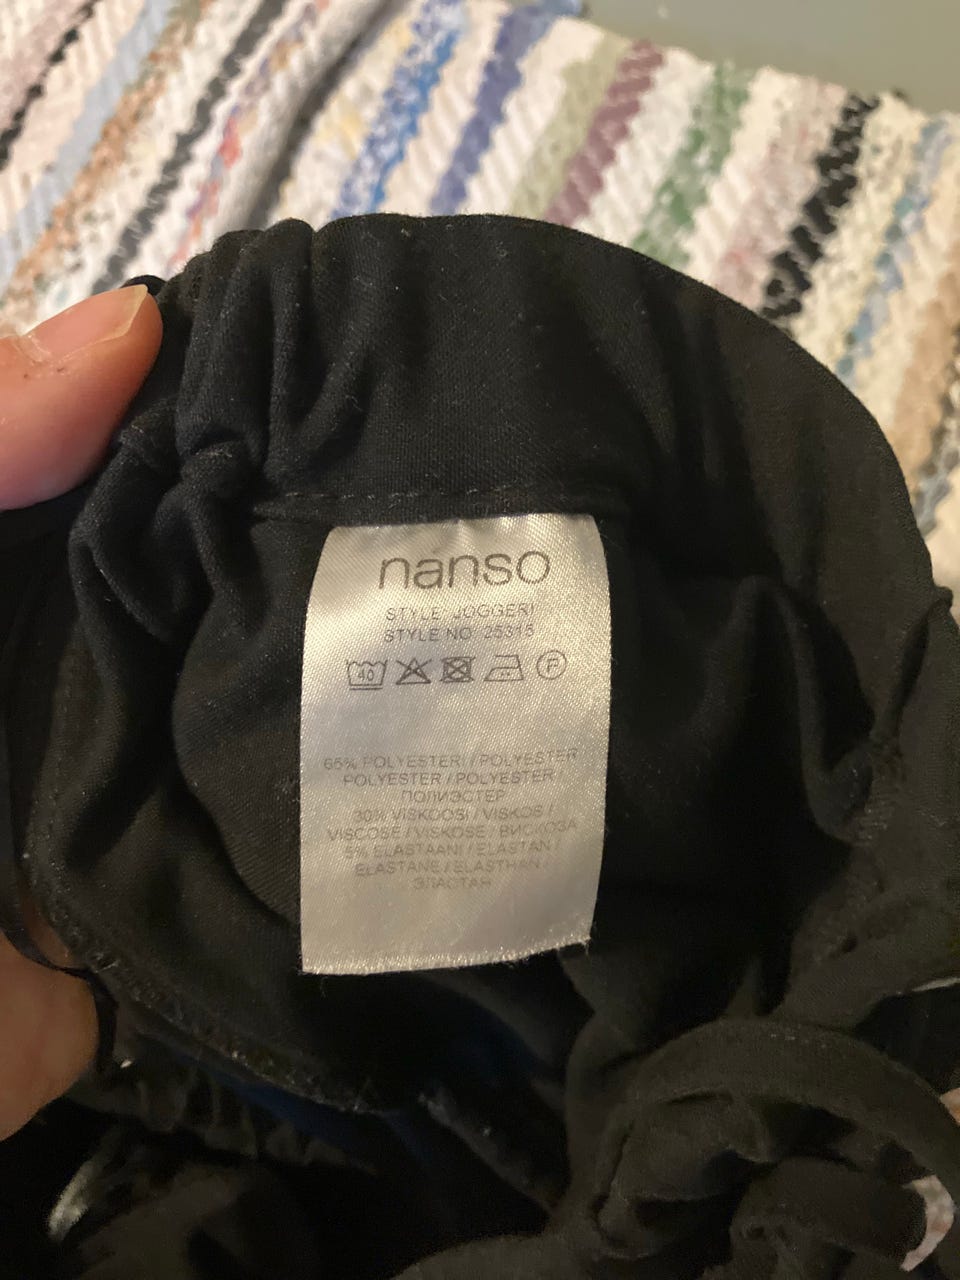 nanso
STYLE: JOGGERI
STYLE NO. 25315
40 F
65% POLYESTERI / POLYESTER
POLYESTER / POLYESTER /
ПОЛИЭСТЕР
30% VISKOOSI / VISKOS /
VISCOSE / VISKOSE / ВИСКОЗА
5% ELASTAANI / ELASTAN /
ELASTANE / ELASTHAN /
ЭЛАСТАН